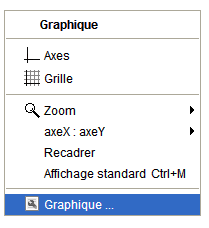 Graphique
Axes
Grille
Zoom
axeX : axeY
Recadrer
Affichage standard Ctrl+M
Graphique ...